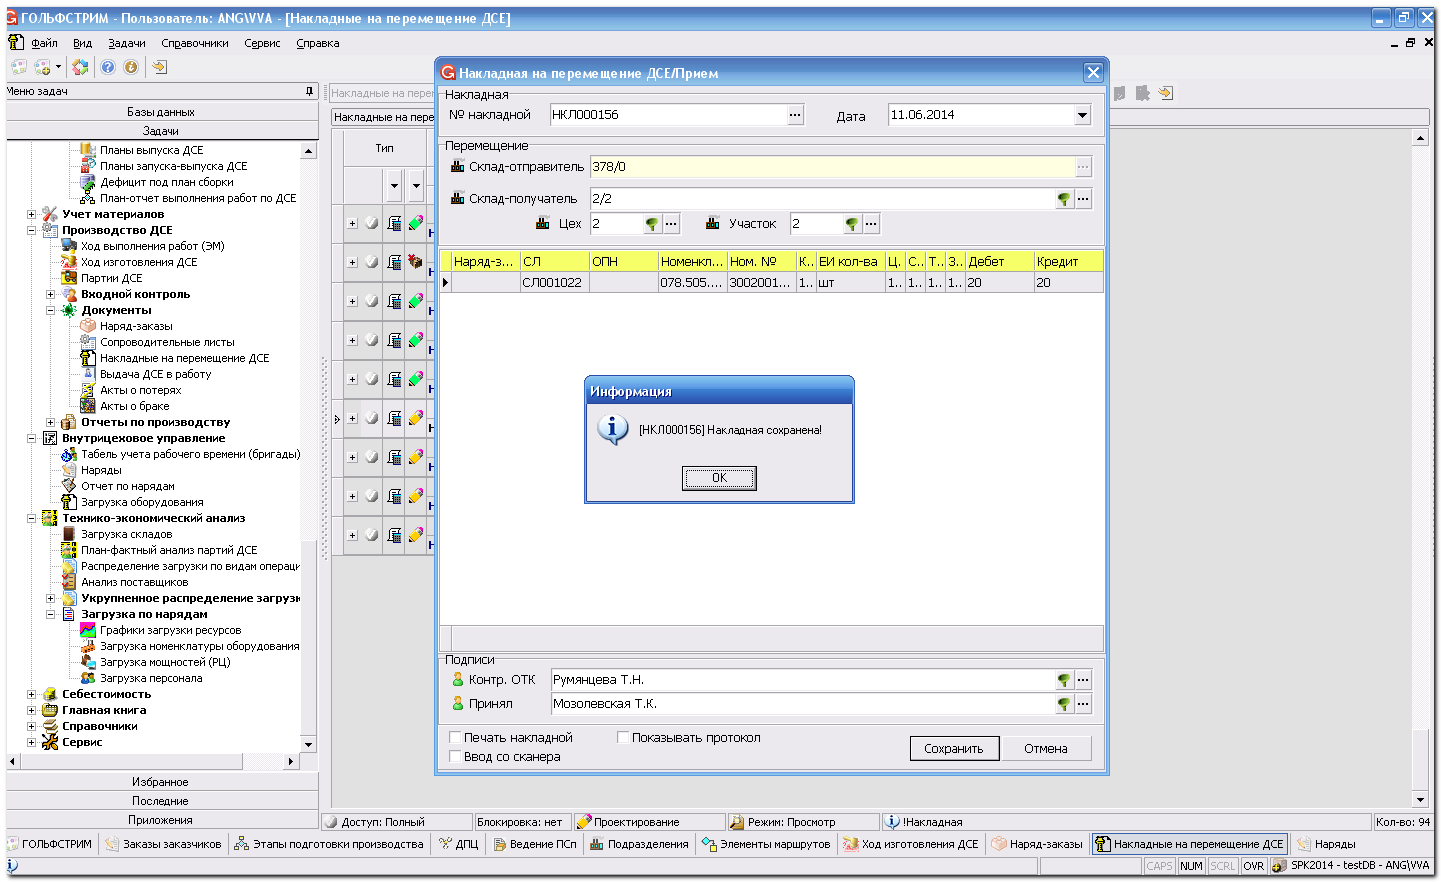 ГОЛЬФСТРИМ - Пользователь: ANG\VVA - [Накладные на перемещение ДСЕ]
Файл Вид Задачи Справочники Сервис Справка
Меню задач
Базы данных
Задачи
Планы выпуска ДСЕ
Планы запуска-выпуска ДСЕ
Дефицит под план сборки
План-отчет выполнения работ по ДСЕ
Учет материалов
Производство ДСЕ
Ход выполнения работ (ЭМ)
Ход изготовления ДСЕ
Партии ДСЕ
Входной контроль
Документы
Наряд-заказы
Сопроводительные листы
Накладные на перемещение ДСЕ
Выдача ДСЕ в работу
Акты о потерях
Акты о браке
Отчеты по производству
Внутрицеховое управление
Табель учета рабочего времени (бригады)
Наряды
Отчет по нарядам
Загрузка оборудования
Технико-экономический анализ
Загрузка складов
План-фактный анализ партий ДСЕ
Распределение загрузки по видам операци
Анализ поставщиков
Укрупненное распределение загрузк
Загрузка по нарядам
Графики загрузки ресурсов
Загрузка номенклатуры оборудования
Загрузка мощностей (РЦ)
Загрузка персонала
Себестоимость
Главная книга
Справочники
Сервис
Избранное
Последние
Приложения
Накладные на пере
Накладные на пере
Тип
Накладная на перемещение ДСЕ/Прием
Накладная
№ накладной НКЛ000156 ... Дата 11.06.2014
Перемещение
Склад-отправитель 378/0 ...
Склад-получатель 2/2 ...
Цех 2 ... Участок 2 ...
Наряд-з... СЛ ОПН Номенкл... Ном. № К.. ЕИ кол-ва Ц. С.. Т.. З.. Дебет Кредит
СЛ001022 078.505.... 3002001... 1.. шт 1.. 1.. 1.. 1.. 20 20
Информация
[НКЛ000156] Накладная сохранена!
OK
Подписи
Контр. ОТК Румянцева Т.Н. ...
Принял Мозолевская Т.К. ...
Печать накладной Показывать протокол
Ввод со сканера
Сохранить Отмена
Доступ: Полный Блокировка: нет Проектирование Режим: Просмотр !Накладная Кол-во: 94
ГОЛЬФСТРИМ Заказы заказчиков Этапы подготовки производства ДПЦ Ведение ПСп Подразделения Элементы маршрутов Ход изготовления ДСЕ Наряд-заказы Накладные на перемещение ДСЕ Наряды
CAPS NUM SCRL OVR SPK2014 - testDB - ANG\VVA